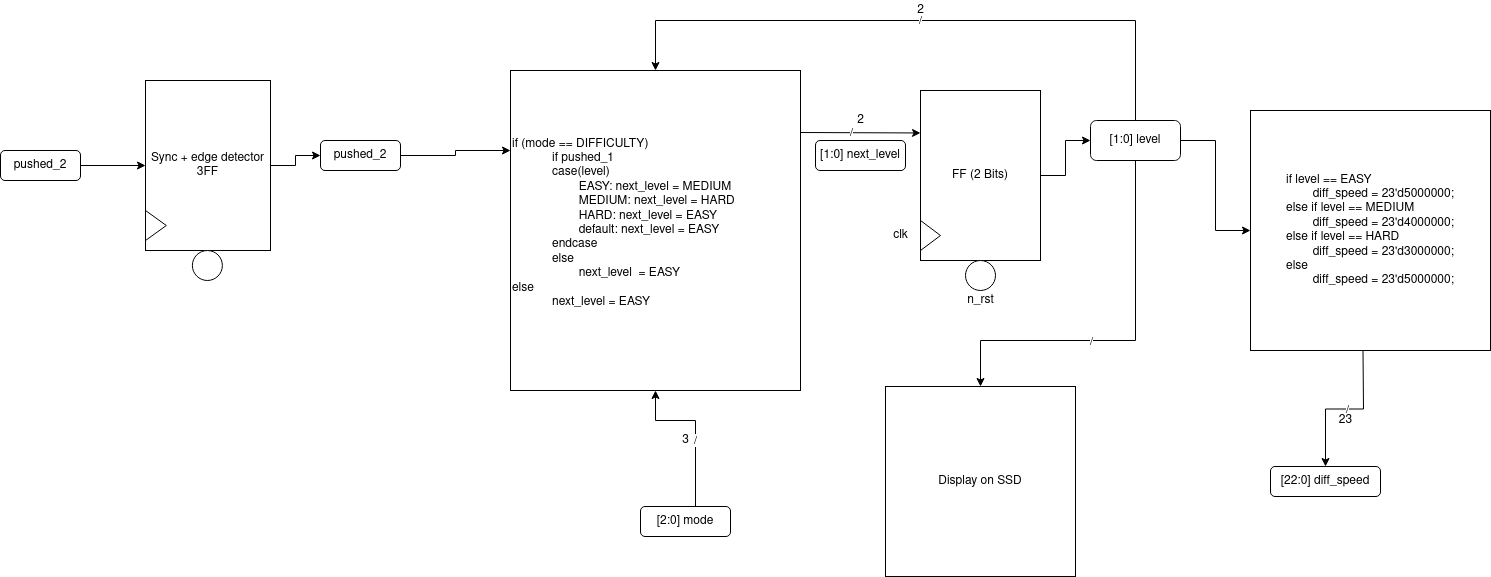 2
pushed_2
Sync + edge detector
3FF
pushed_2
if (mode == DIFFICULTY)
if pushed_1
case(level)
EASY: next_level = MEDIUM
MEDIUM: next_level = HARD
HARD: next_level = EASY
default: next_level = EASY
endcase
else
next_level = EASY
else
next_level = EASY
3
[2:0] mode
2
[1:0] next_level
FF (2 Bits)
clk
n_rst
[1:0] level
Display on SSD
if level == EASY
diff_speed = 23'd5000000;
else if level == MEDIUM
diff_speed = 23'd4000000;
else if level == HARD
diff_speed = 23'd3000000;
else
diff_speed = 23'd5000000;
23
[22:0] diff_speed